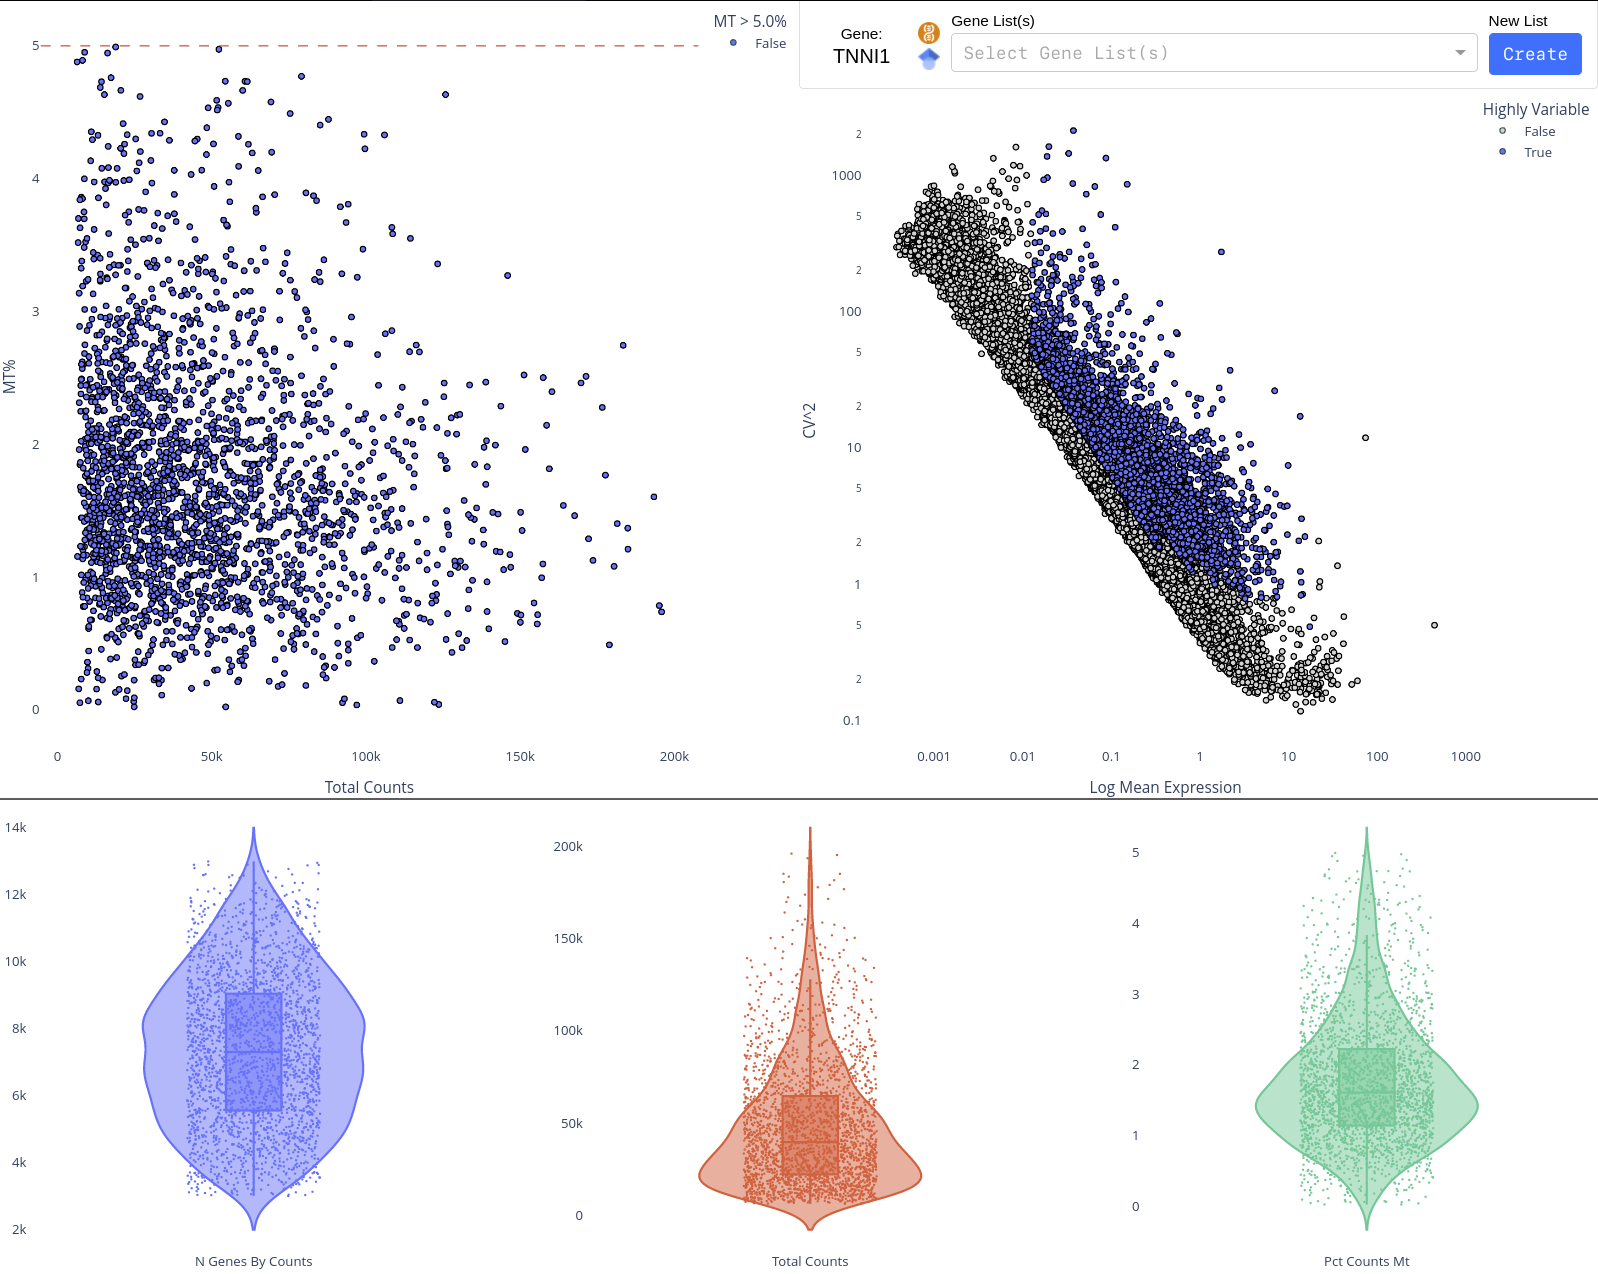 MT > 5.0%
False
5
4
3
2
1
0
MT%
0
50k
100k
150k
200k
Total Counts
Gene:
TNNI1
Gene List(s)
Select Gene List(s)
New List
Create
Highly Variable
False
True
2
1000
5
2
100
5
2
10
5
2
1
5
2
0.1
CV^2
0.001
0.01
0.1
1
10
100
1000
Log Mean Expression
14k
12k
10k
8k
6k
4k
2k
N Genes By Counts
200k
150k
100k
50k
0
Total Counts
5
4
3
2
1
0
Pct Counts Mt